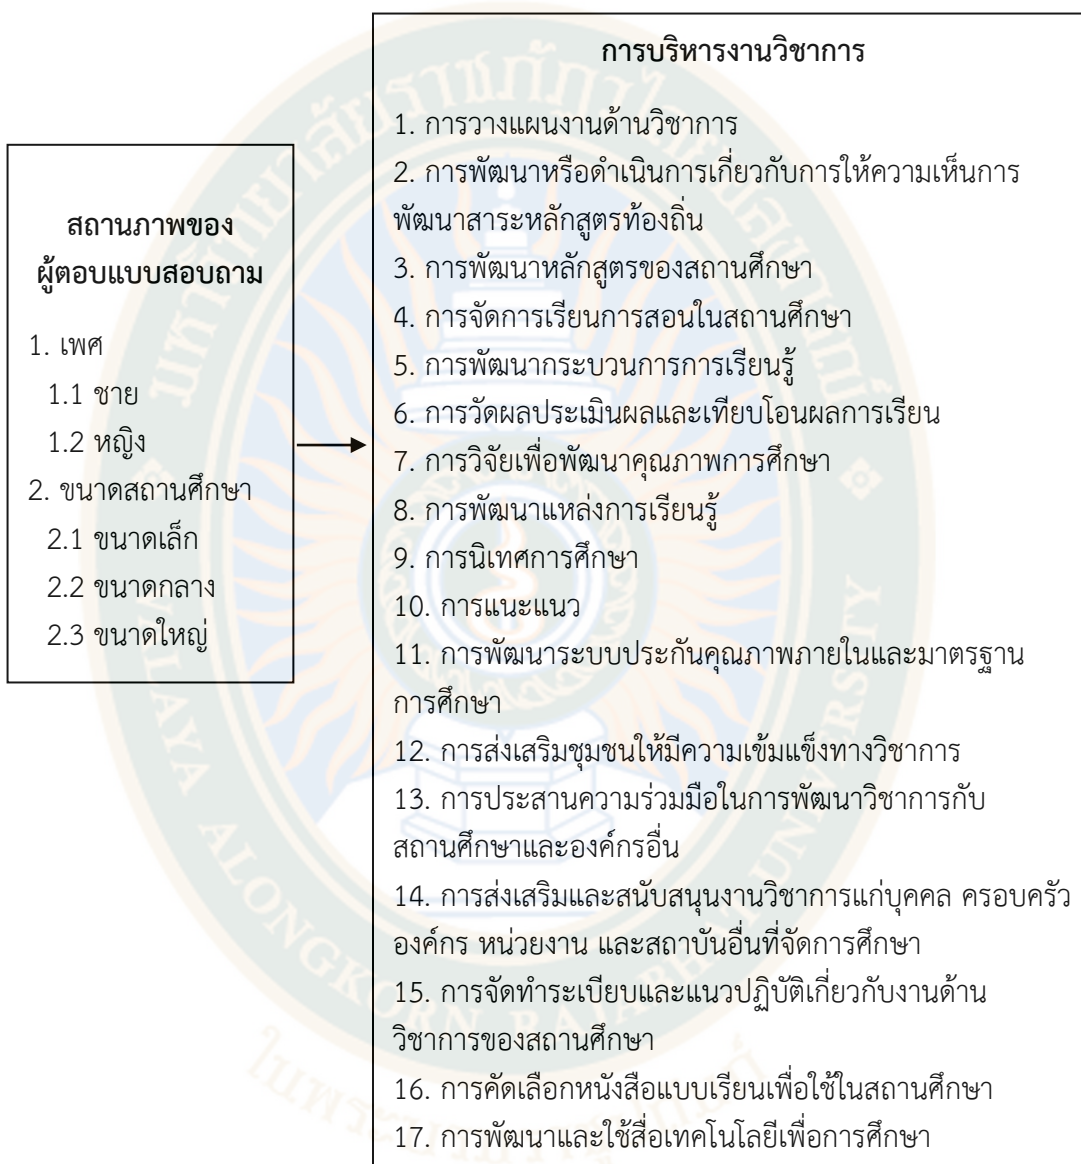 สถานภาพของ
ผู้ตอบแบบสอบถาม
1. เพศ
1.1 ชาย
1.2 หญิง
2. ขนาดสถานศึกษา
2.1 ขนาดเล็ก
2.2 ขนาดกลาง
2.3 ขนาดใหญ่
การบริหารงานวิชาการ
1. การวางแผนงานด้านวิชาการ
2. การพัฒนาหรือดำเนินการเกี่ยวกับการให้ความเห็นการ
พัฒนาสาระหลักสูตรท้องถิ่น
3. การพัฒนาหลักสูตรของสถานศึกษา
4. การจัดการเรียนการสอนในสถานศึกษา
5. การพัฒนากระบวนการการเรียนรู้
6. การวัดผลประเมินผลและเทียบโอนผลการเรียน
7. การวิจัยเพื่อพัฒนาคุณภาพการศึกษา
8. การพัฒนาแหล่งการเรียนรู้
9. การนิเทศการศึกษา
10. การแนะแนว
11. การพัฒนาระบบประกันคุณภาพภายในและมาตรฐาน
การศึกษา
12. การส่งเสริมชุมชนให้มีความเข้มแข็งทางวิชาการ
13. การประสานความร่วมมือในการพัฒนาวิชาการกับ
สถานศึกษาและองค์กรอื่น
14. การส่งเสริมและสนับสนุนงานวิชาการแก่บุคคล ครอบครัว
องค์กร หน่วยงาน และสถาบันอื่นที่จัดการศึกษา
15. การจัดทำระเบียบและแนวปฏิบัติเกี่ยวกับงานด้าน
วิชาการของสถานศึกษา
16. การคัดเลือกหนังสือแบบเรียนเพื่อใช้ในสถานศึกษา
17. การพัฒนาและใช้สื่อเทคโนโลยีเพื่อการศึกษา
ALONGKORN RAJABHAT UNIVERSITY